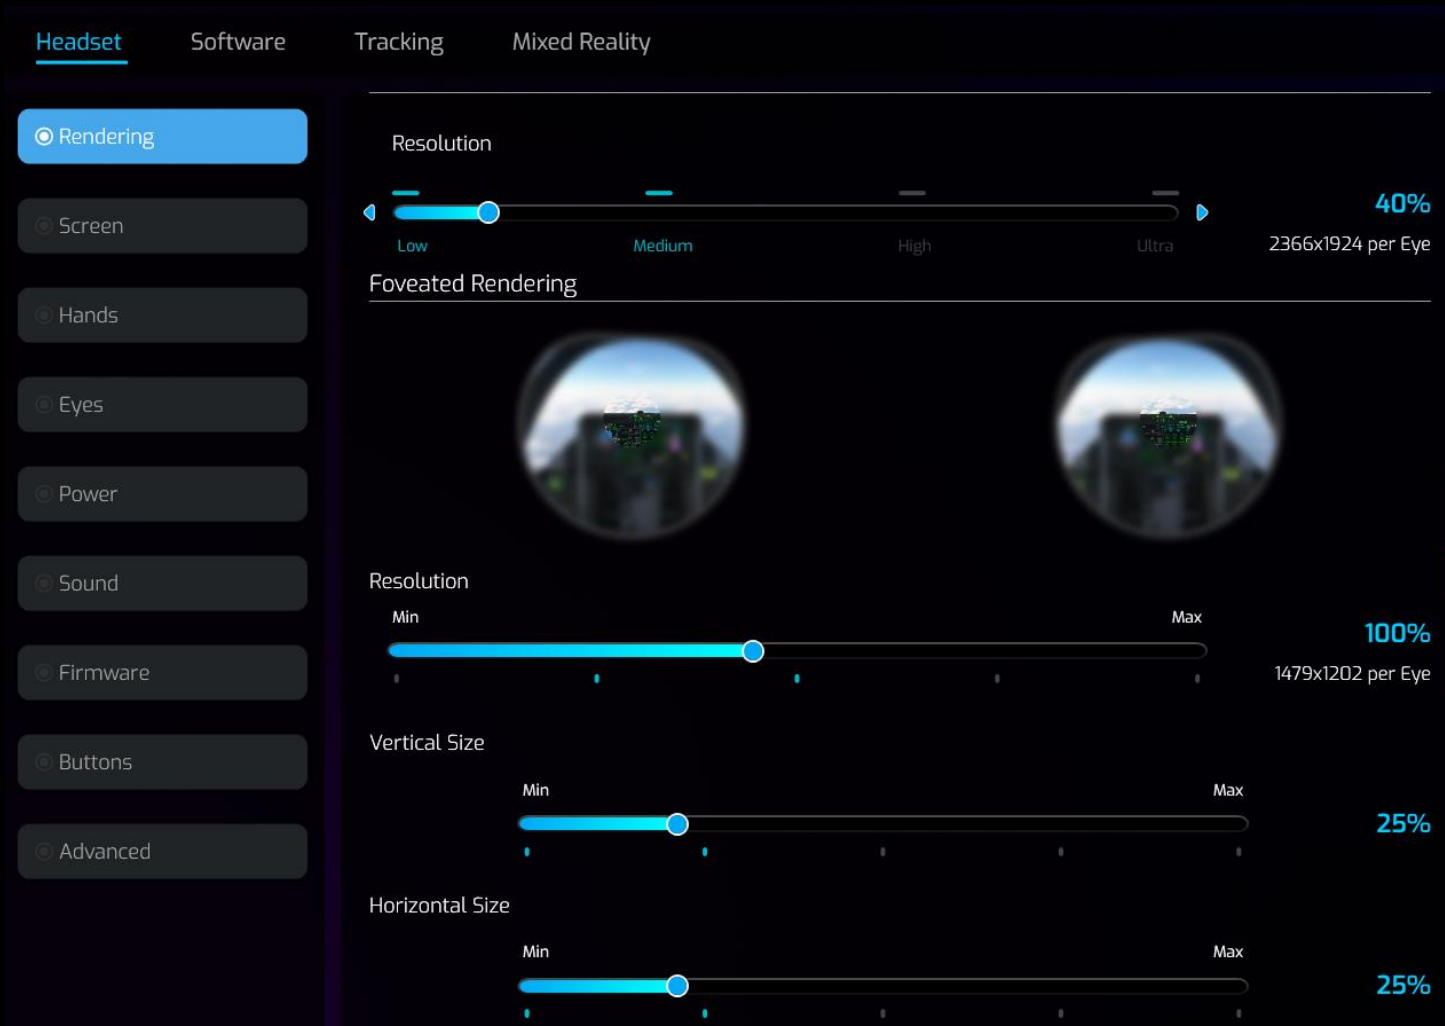 Headset Software Tracking Mixed Reality
Rendering
Screen
Hands
Eyes
Power
Sound
Firmware
Buttons
Advanced
Resolution
40%
Low Medium High Ultra
2366x1924 per Eye
Foveated Rendering
Resolution
Min Max
100%
1479x1202 per Eye
Vertical Size
Min Max
25%
Horizontal Size
Min Max
25%